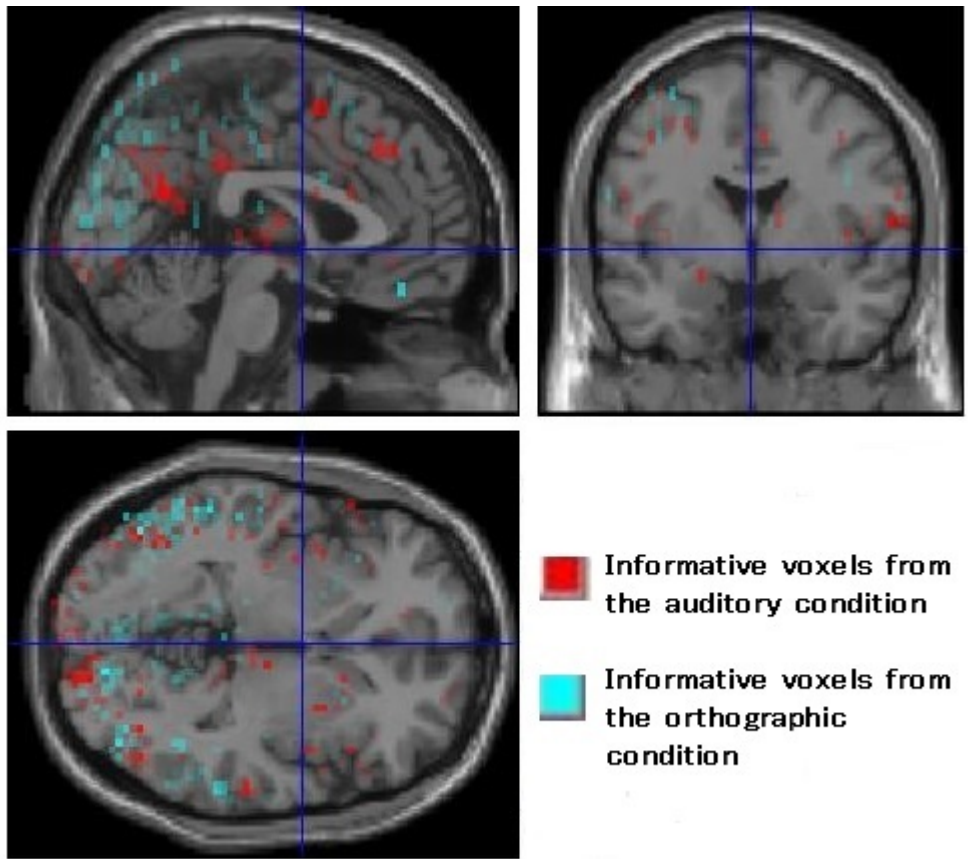 Informative voxels from
the auditory condition
Informative voxels from
the orthographic
condition